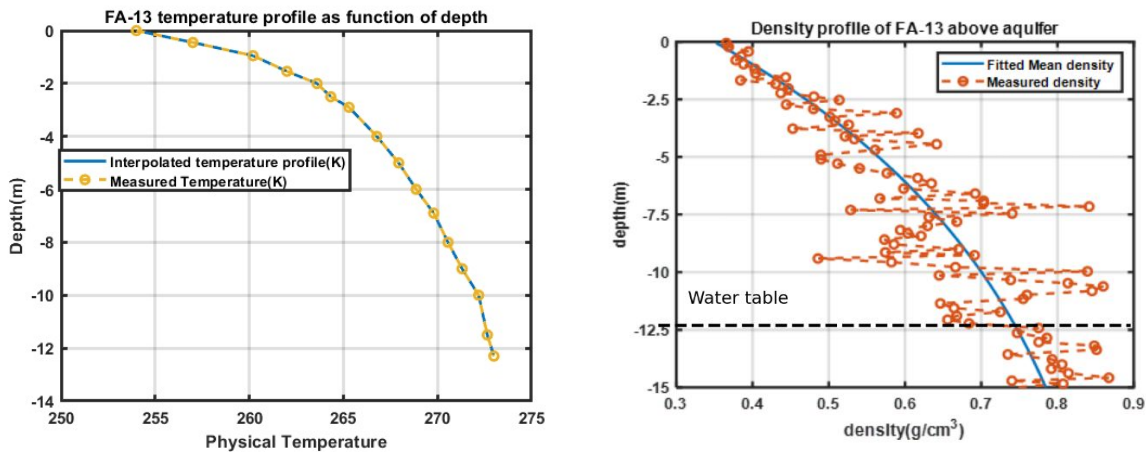 FA-13 temperature profile as function of depth
0
-2
-4
-6
-8
-10
-12
-14
250
255
260
265
270
275
Depth(m)
Physical Temperature
Interpolated temperature profile(K)
Measured Temperature(K)
Density profile of FA-13 above aquifer
0
-2.5
-5
-7.5
-10
-12.5
-15
0.3
0.4
0.5
0.6
0.7
0.8
0.9
depth(m)
density(g/cm³)
Fitted Mean density
Measured density
Water table